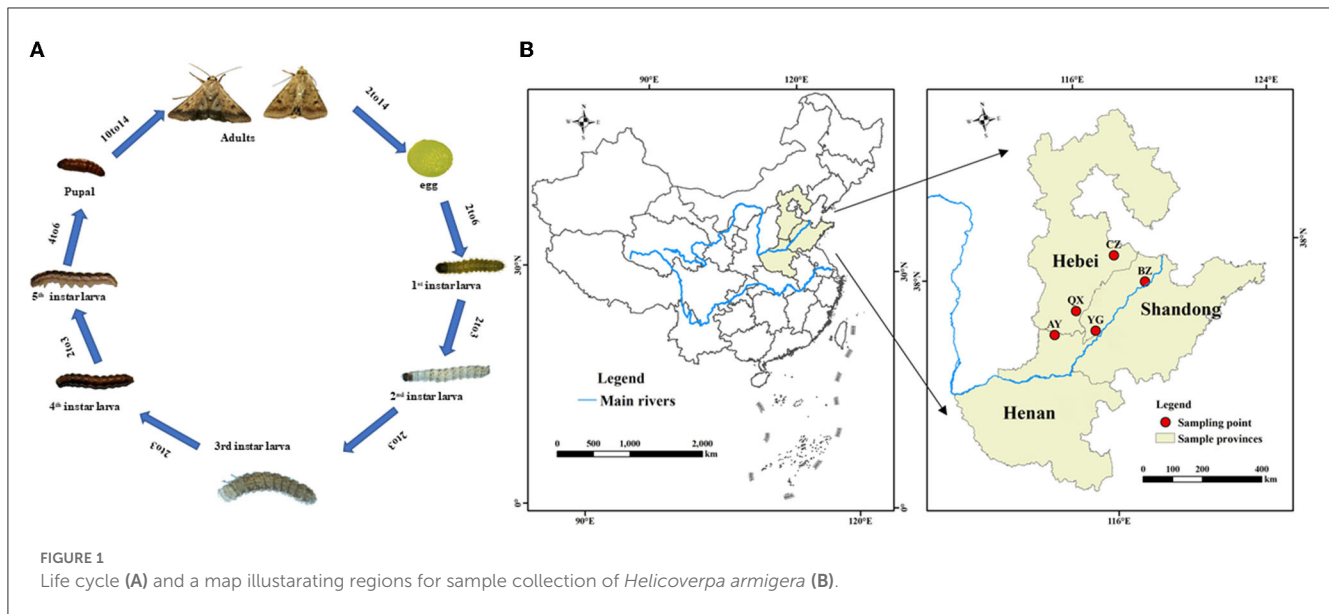 A
Adults
2to14
egg
2to6
1st instar larva
2to3
2nd instar larva
2to3
3rd instar larva
2to3
4th instar larva
2to3
5th instar larva
4to6
Pupal
10to14
B
90°E
120°E
N
W
E
S
30°N
30°N
0°
0°
Legend
Main rivers
0
500
1,000
2,000
km
90°E
120°E
116°E
124°E
N
W
E
S
38°N
38°N
CZ
Hebei
BZ
QX
Shandong
AY
YG
Henan
Legend
Sampling point
Sample provinces
0
100
200
400
km
116°E
FIGURE 1
Life cycle (A) and a map illustarating regions for sample collection of Helicoverpa armigera (B).